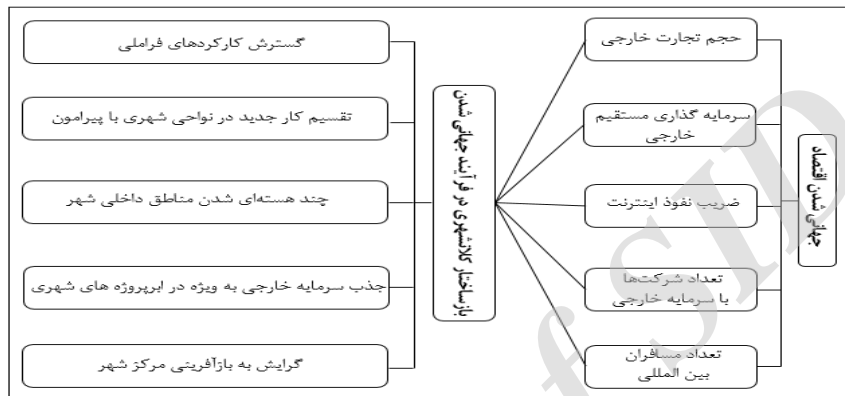 جهانی شدن اقتصاد
حجم تجارت خارجی
سرمایه گذاری مستقیم
خارجی
ضریب نفوذ اینترنت
تعداد شرکت‌ها
با سرمایه خارجی
تعداد مسافران
بین المللی
بازساختار کلانشهری در فرآیند جهانی شدن
گسترش کارکردهای فراملی
تقسیم کار جدید در نواحی شهری با پیرامون
چند هسته‌ای شدن مناطق داخلی شهر
جذب سرمایه خارجی به ویژه در ابرپروژه های شهری
گرایش به بازآفرینی مرکز شهر
f SID